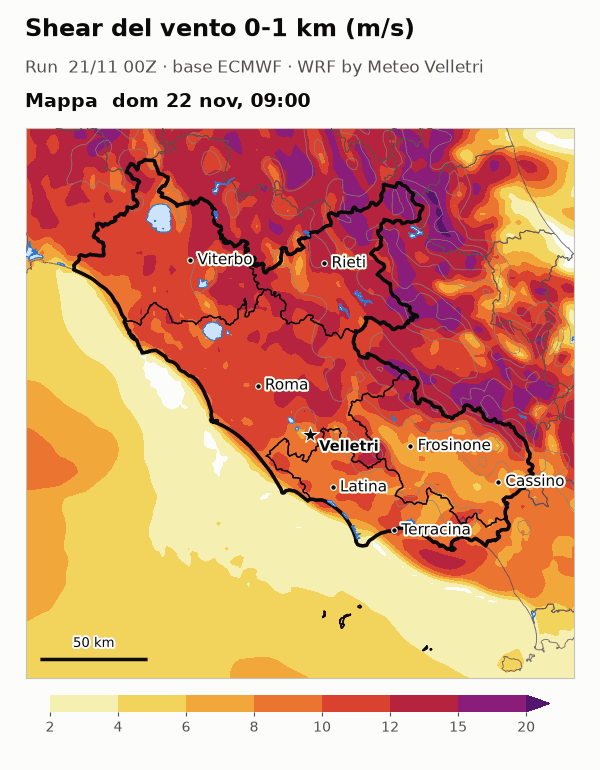 Shear del vento 0-1 km (m/s)
Run 21/11 00Z · base ECMWF · WRF by Meteo Velletri
Mappa dom 22 nov, 09:00
Viterbo
Rieti
Roma
Velletri
Frosinone
Cassino
Latina
Terracina
50 km
2 4 6 8 10 12 15 20